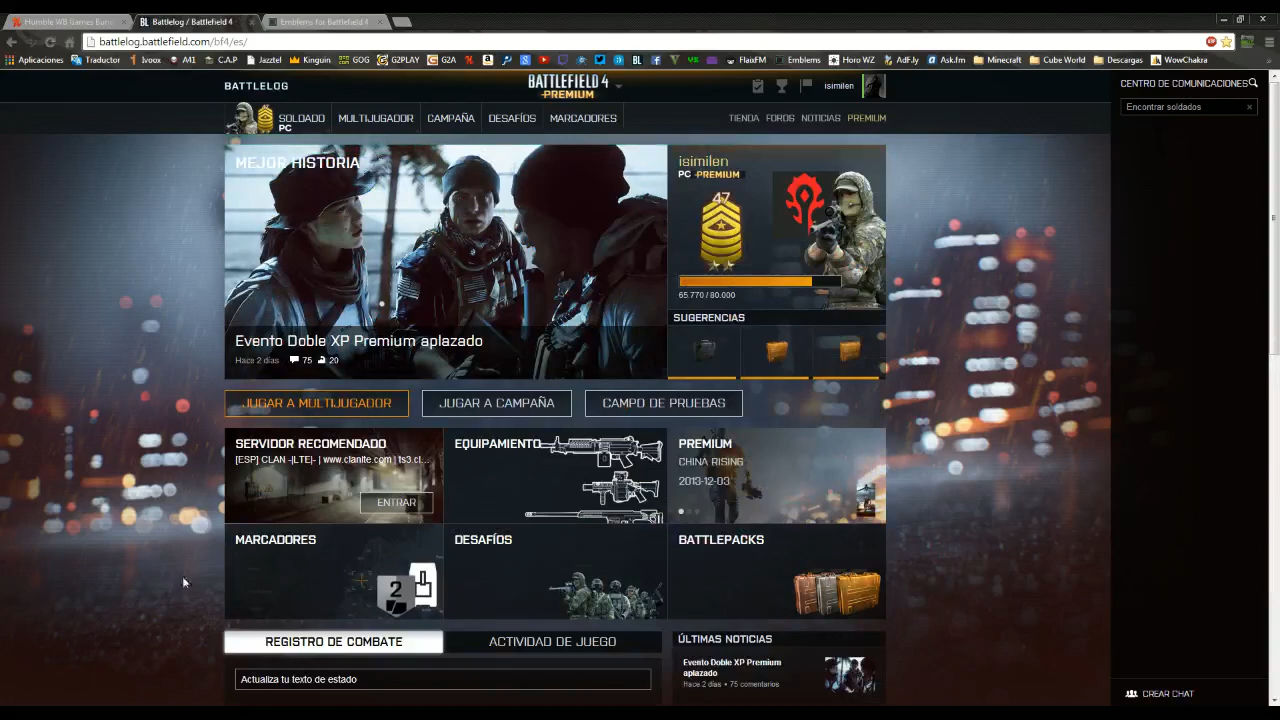 Humble WB Games Bun
BL Battlelog / Battlefield 4
Emblems for Battlefield 4
battlelog.battlefield.com/bf4/es/
Aplicaciones
Traductor
Ivoox
A41
C.A.P
Jazztel
Kinguin
GOG
G2PLAY
G2A
BL
FlaixFM
Emblems
Horo WZ
AdF.ly
Ask.fm
Minecraft
Cube World
Descargas
WowChakra
BATTLELOG
BATTLEFIELD 4
PREMIUM
isimilen
CENTRO DE COMUNICACIONES
Encontrar soldados
47
SOLDADO
PC
MULTIJUGADOR
CAMPAÑA
DESAFÍOS
MARCADORES
TIENDA
FOROS
NOTICIAS
PREMIUM
MEJOR HISTORIA
Evento Doble XP Premium aplazado
Hace 2 días 75 20
isimilen
PC PREMIUM
47
65.770 / 80.000
SUGERENCIAS
JUGAR A MULTIJUGADOR
JUGAR A CAMPAÑA
CAMPO DE PRUEBAS
SERVIDOR RECOMENDADO
[ESP] CLAN -|LTE|- | www.clanlte.com | ts3.cl...
ENTRAR
EQUIPAMIENTO
PREMIUM
CHINA RISING
2013-12-03
MARCADORES
2
DESAFÍOS
BATTLEPACKS
REGISTRO DE COMBATE
ACTIVIDAD DE JUEGO
Actualiza tu texto de estado
ÚLTIMAS NOTICIAS
Evento Doble XP Premium
aplazado
Hace 2 días • 75 comentarios
CREAR CHAT